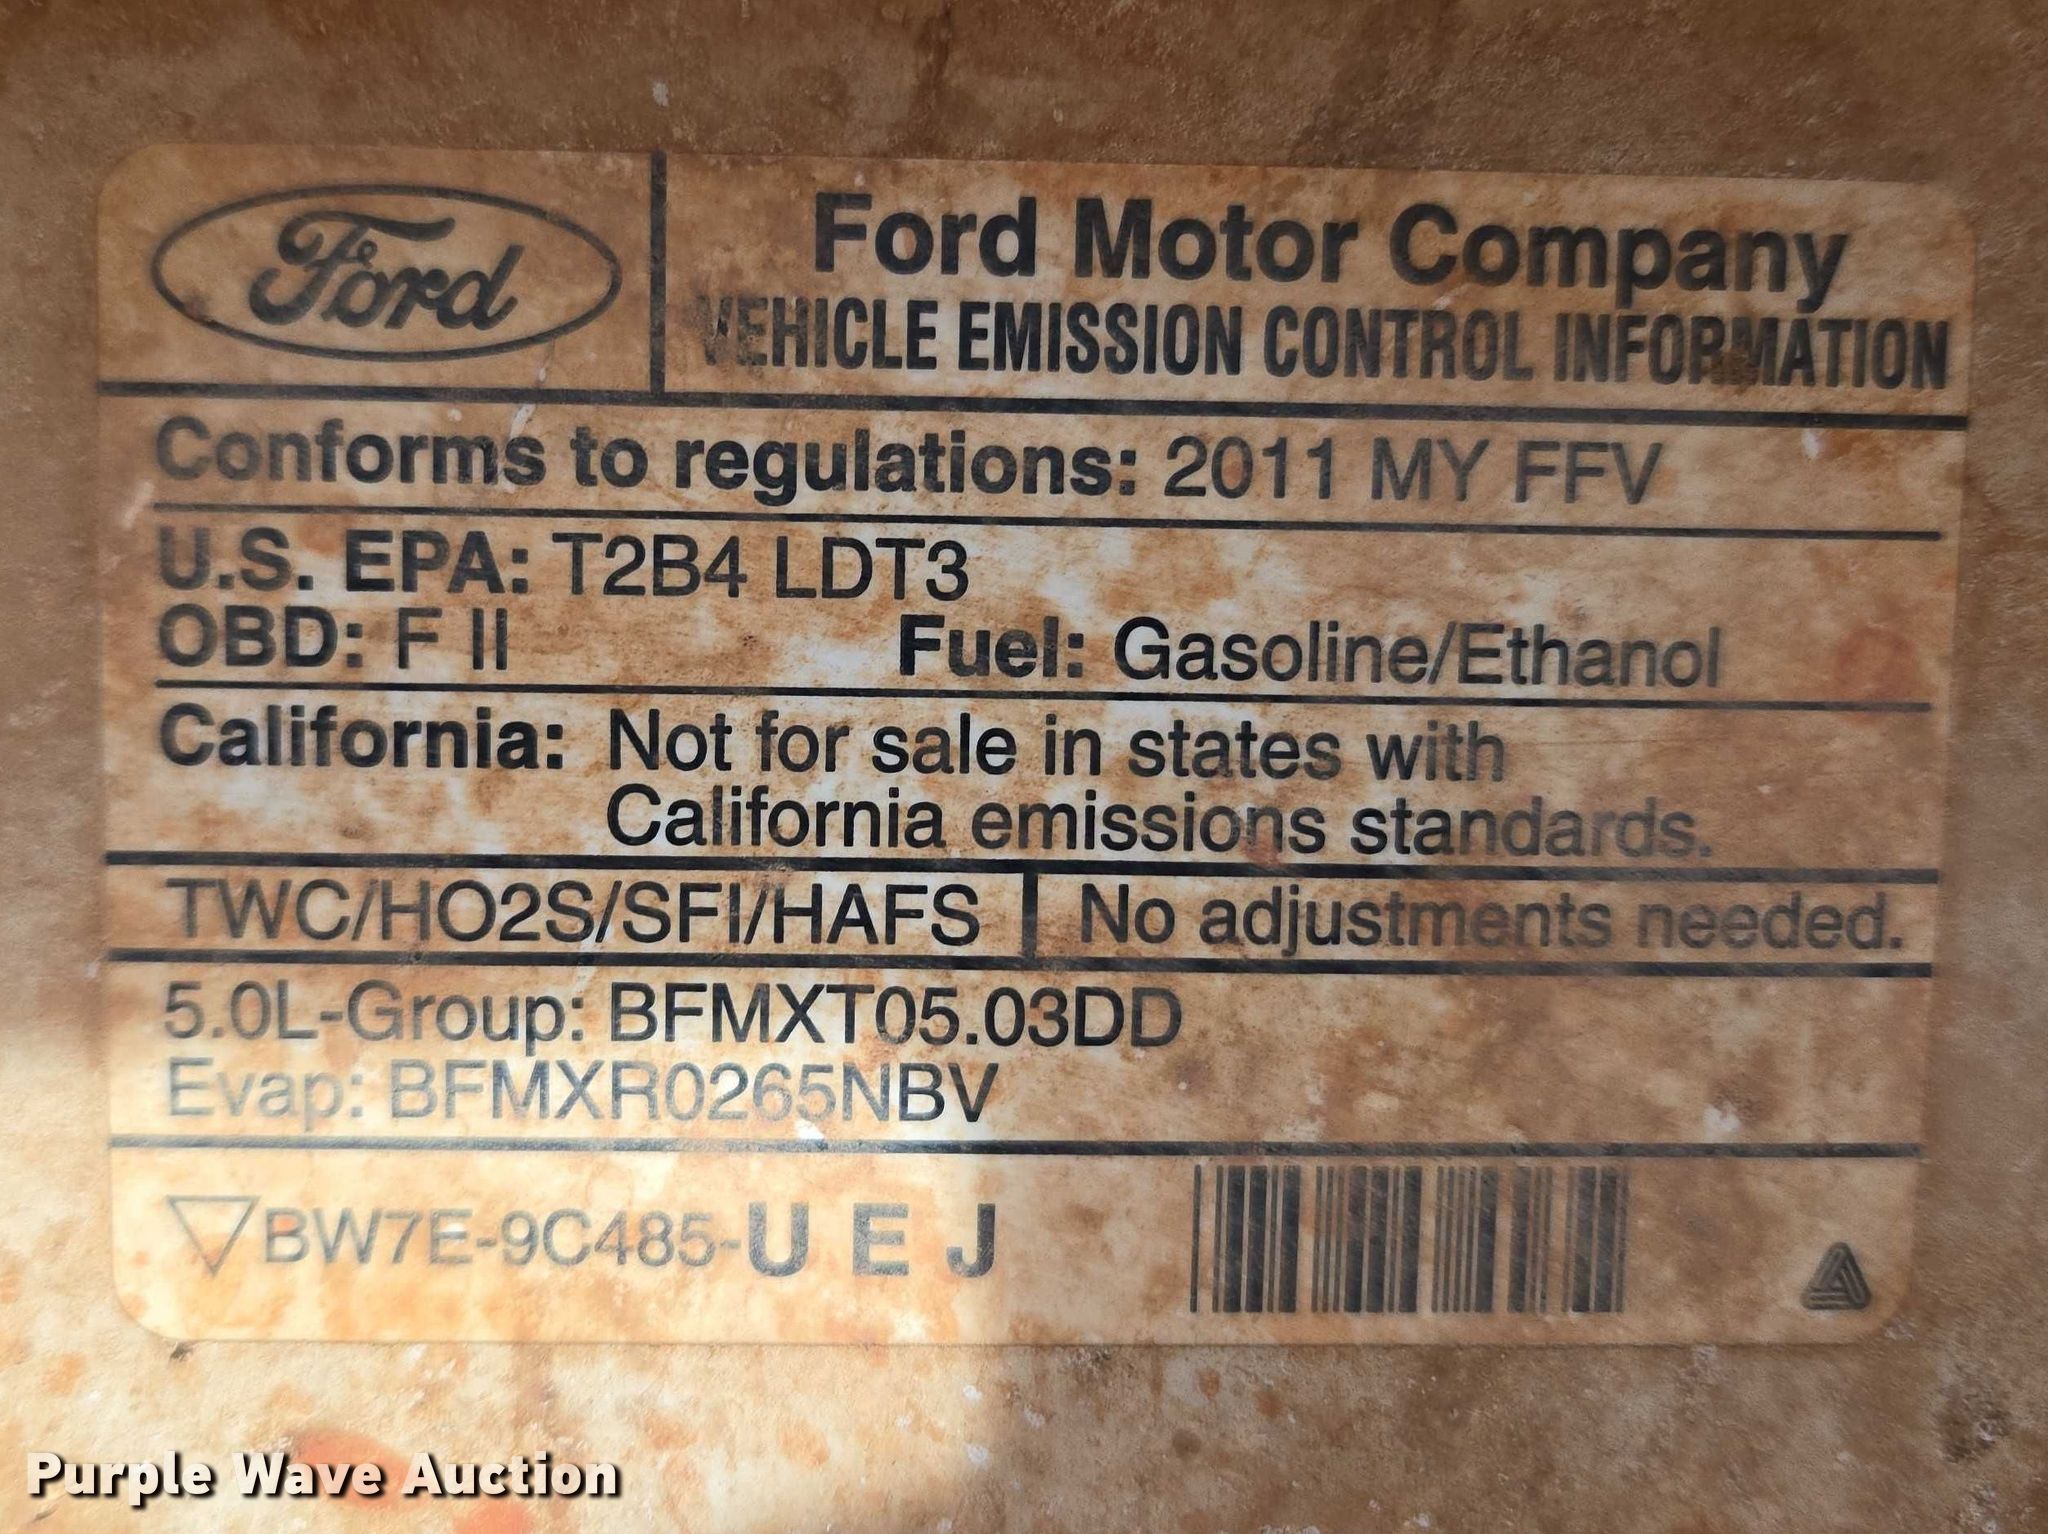 Ford
Ford Motor Company
VEHICLE EMISSION CONTROL INFORMATION
Conforms to regulations: 2011 MY FFV
U.S. EPA: T2B4 LDT3
OBD: F II Fuel: Gasoline/Ethanol
California: Not for sale in states with
California emissions standards.
TWC/HO2S/SFI/HAFS No adjustments needed.
5.0L-Group: BFMXT05.03DD
Evap: BFMXR0265NBV
BW7E-9C485-U E J
Purple Wave Auction